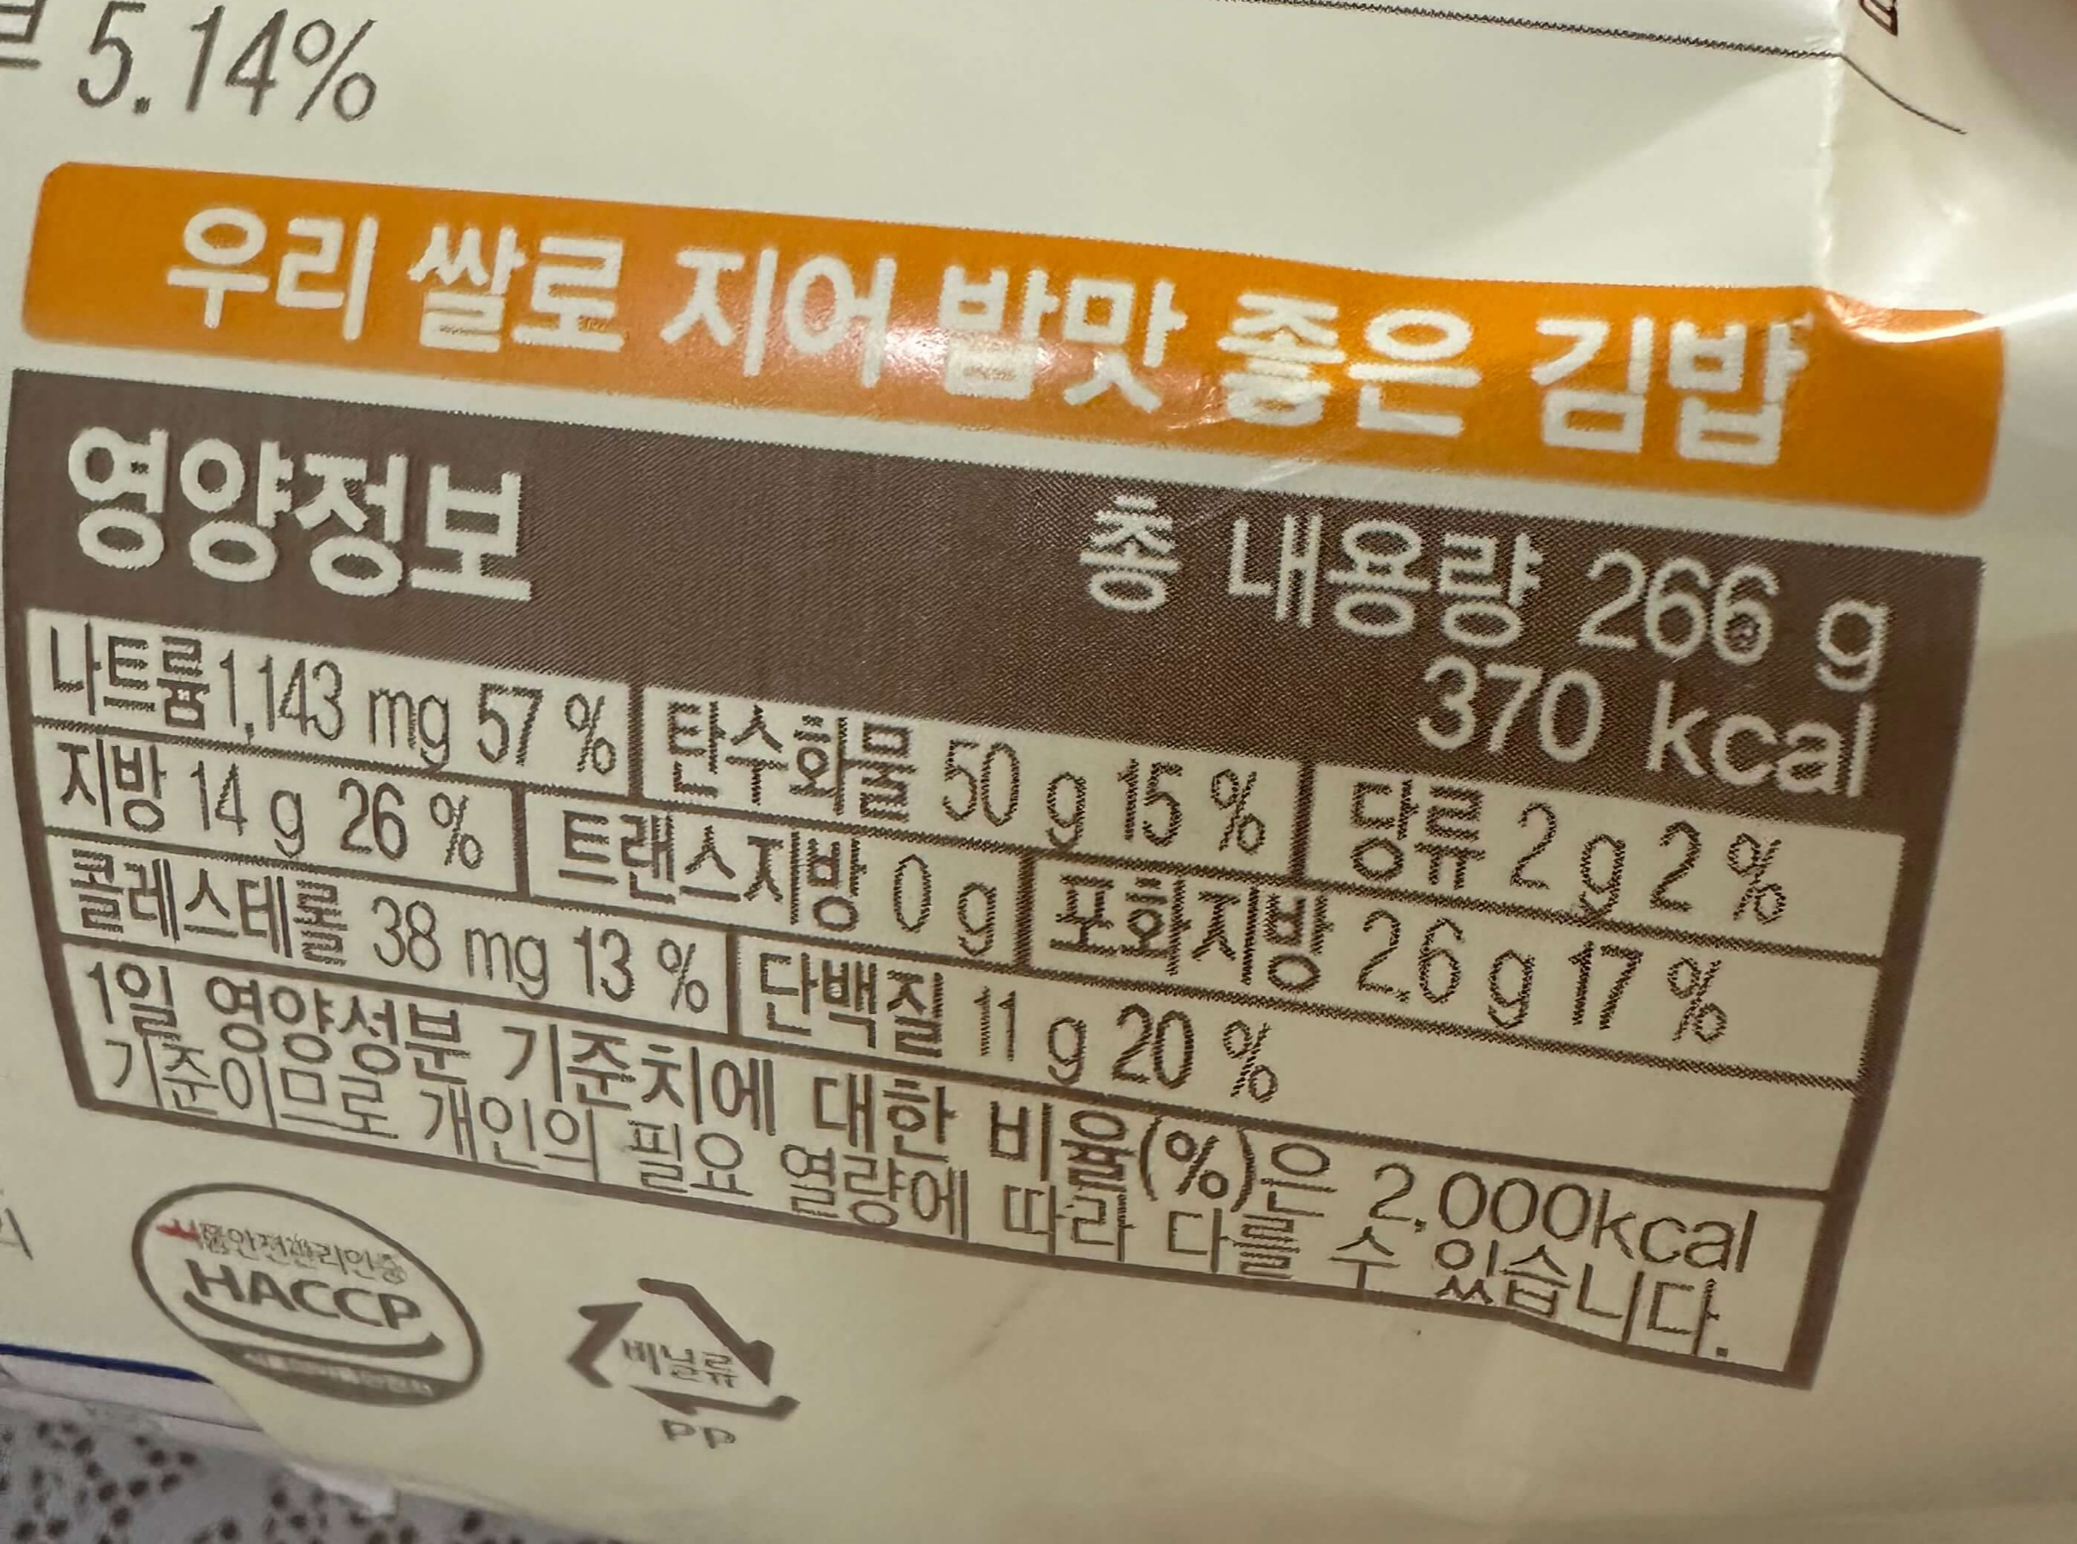 5.14%
우리 쌀로 지어 밥맛 좋은 김밥
영양정보
총 내용량 266 g
370 kcal
나트륨 1,143 mg 57 % 탄수화물 50 g 15 % 당류 2 g 2 %
지방 14 g 26 % 트랜스지방 0 g 포화지방 2.6 g 17 %
콜레스테롤 38 mg 13 % 단백질 11 g 20 %
1일 영양성분 기준치에 대한 비율(%)은 2,000kcal
기준이므로 개인의 필요 열량에 따라 다를 수 있습니다.
HACCP
비닐류
PP